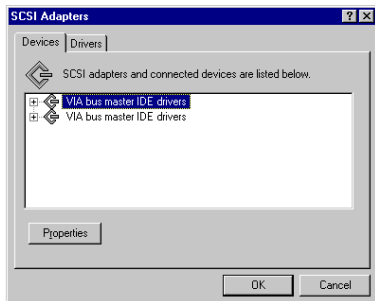 SCSI Adapters
Devices
Drivers
SCSI adapters and connected devices are listed below.
VIA bus master IDE drivers
VIA bus master IDE drivers
Properties
OK
Cancel